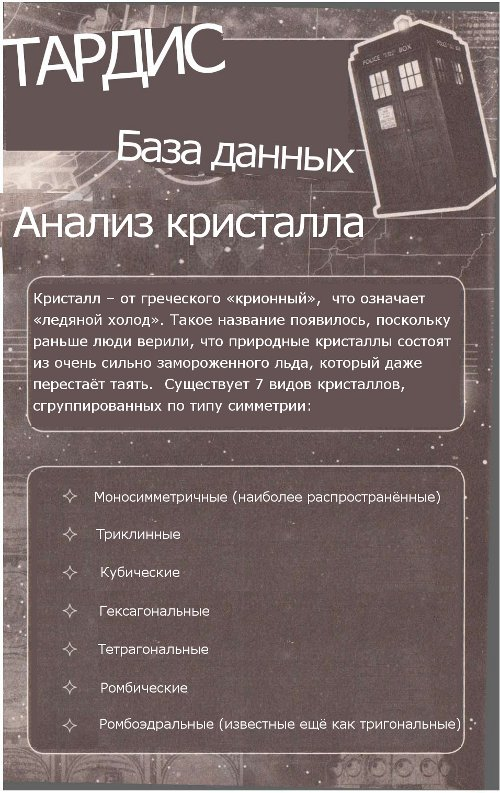 ТАРДИС
POLICE BOX
База данных
Анализ кристалла
Кристалл – от греческого «крионный», что означает
«ледяной холод». Такое название появилось, поскольку
раньше люди верили, что природные кристаллы состоят
из очень сильно замороженного льда, который даже
перестаёт таять. Существует 7 видов кристаллов,
сгруппированных по типу симметрии:
Моносимметричные (наиболее распространённые)
Триклинные
Кубические
Гексагональные
Тетрагональные
Ромбические
Ромбоэдральные (известные ещё как тригональные)